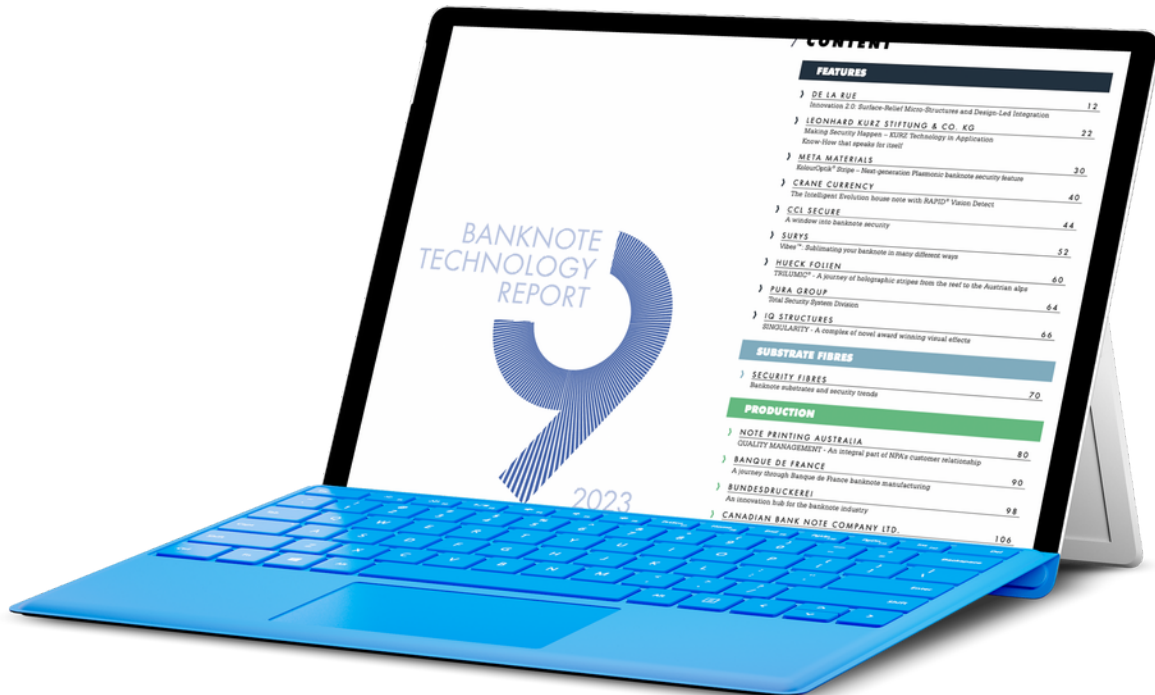 BANKNOTE
TECHNOLOGY
REPORT
9
2023
/ CONTENT
FEATURES
DE LA RUE 12
Innovation 2.0: Surface-Relief Micro-Structures and Design-Led Integration
LEONHARD KURZ STIFTUNG & CO. KG 22
Making Security Happen – KURZ Technology in Application
Know-How that speaks for itself
META MATERIALS 30
KolourOptik® Stripe – Next-generation Plasmonic banknote security feature
CRANE CURRENCY 40
The Intelligent Evolution house note with RAPID® Vision Detect
CCL SECURE 44
A window into banknote security
SURYS 52
Vibes™: Sublimating your banknote in many different ways
HUECK FOLIEN 60
TRILUMIC® - A journey of holographic stripes from the reef to the Austrian alps
PURA GROUP 64
Total Security System Division
IQ STRUCTURES 66
SINGULARITY - A complex of novel award winning visual effects
SUBSTRATE FIBRES
SECURITY FIBRES 70
Banknote substrates and security trends
PRODUCTION
NOTE PRINTING AUSTRALIA 80
QUALITY MANAGEMENT - An integral part of NPA's customer relationship
BANQUE DE FRANCE 90
A journey through Banque de France banknote manufacturing
BUNDESDRUCKEREI 98
An innovation hub for the banknote industry
CANADIAN BANK NOTE COMPANY LTD. 106